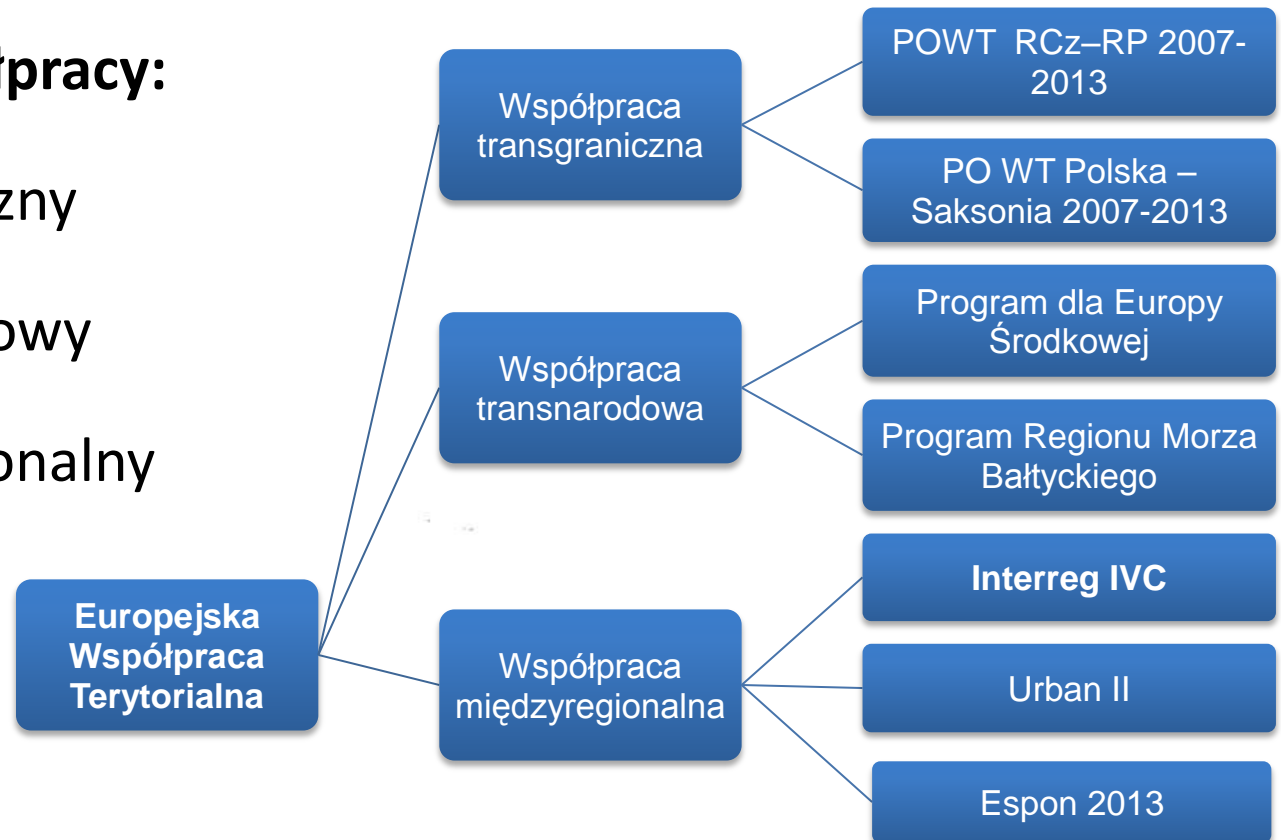 łpracy:
zny
owy
onalny
Europejska
Współpraca
Terytorialna
Współpraca
transgraniczna
POWT RCz–RP 2007-
2013
PO WT Polska –
Saksonia 2007-2013
Współpraca
transnarodowa
Program dla Europy
Środkowej
Program Regionu Morza
Bałtyckiego
Współpraca
międzyregionalna
Interreg IVC
Urban II
Espon 2013